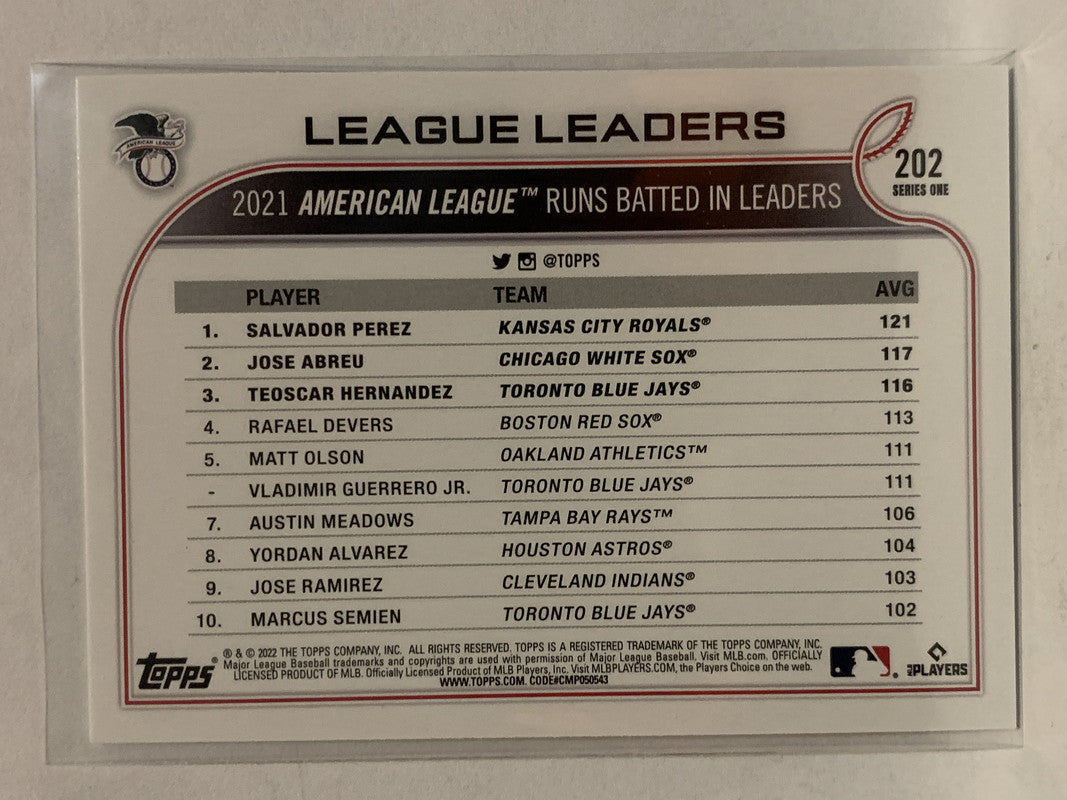 LEAGUE LEADERS
AMERICAN LEAGUE
202
SERIES ONE
2021 AMERICAN LEAGUE™ RUNS BATTED IN LEADERS
@TOPPS
PLAYER TEAM AVG
1. SALVADOR PEREZ KANSAS CITY ROYALS® 121
2. JOSE ABREU CHICAGO WHITE SOX® 117
3. TEOSCAR HERNANDEZ TORONTO BLUE JAYS® 116
4. RAFAEL DEVERS BOSTON RED SOX® 113
5. MATT OLSON OAKLAND ATHLETICS™ 111
- VLADIMIR GUERRERO JR. TORONTO BLUE JAYS® 111
7. AUSTIN MEADOWS TAMPA BAY RAYS™ 106
8. YORDAN ALVAREZ HOUSTON ASTROS® 104
9. JOSE RAMIREZ CLEVELAND INDIANS® 103
10. MARCUS SEMIEN TORONTO BLUE JAYS® 102
TOPPS®
® & © 2022 THE TOPPS COMPANY, INC. ALL RIGHTS RESERVED. TOPPS IS A REGISTERED TRADEMARK OF THE TOPPS COMPANY, INC.
Major League Baseball trademarks and copyrights are used with permission of Major League Baseball. Visit MLB.com. OFFICIALLY
LICENSED PRODUCT OF MLB. Officially Licensed Product of MLB Players, Inc. Visit MLBPLAYERS.COM, the Players Choice on the web.
WWW.TOPPS.COM. CODE#CMP050543
MLB PLAYERS